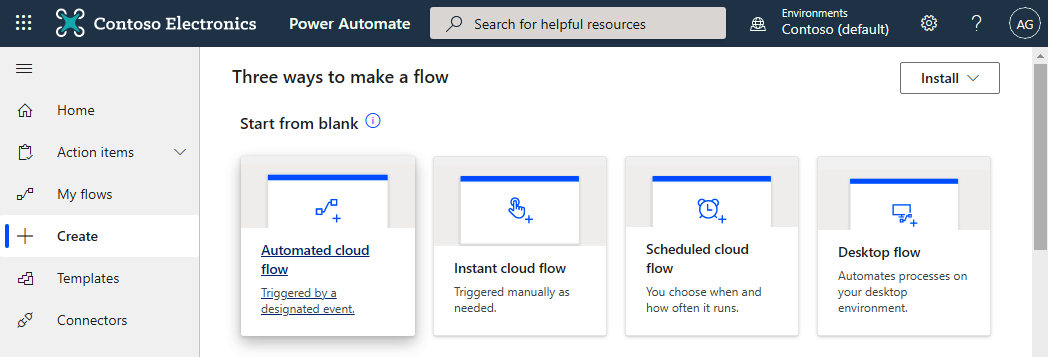 Contoso Electronics
Power Automate
Search for helpful resources
Environments
Contoso (default)
?
AG
Home
Action items
My flows
Create
Templates
Connectors
Three ways to make a flow
Install
Start from blank
Automated cloud
flow
Triggered by a
designated event.
Instant cloud flow
Triggered manually as
needed.
Scheduled cloud
flow
You choose when and
how often it runs.
Desktop flow
Automates processes on
your desktop
environment.